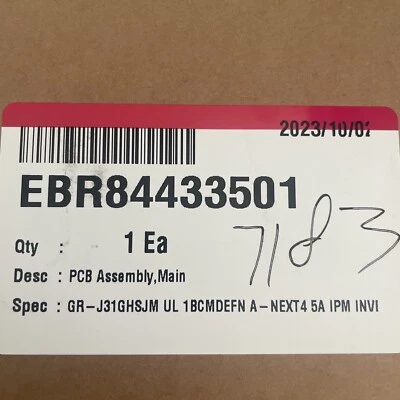 2023/10/02
EBR84433501
Qty : 1 Ea
7183
Desc : PCB Assembly,Main
Spec : GR-J31GHSJM UL 1BCMDEFN A-NEXT4 5A IPM INVI